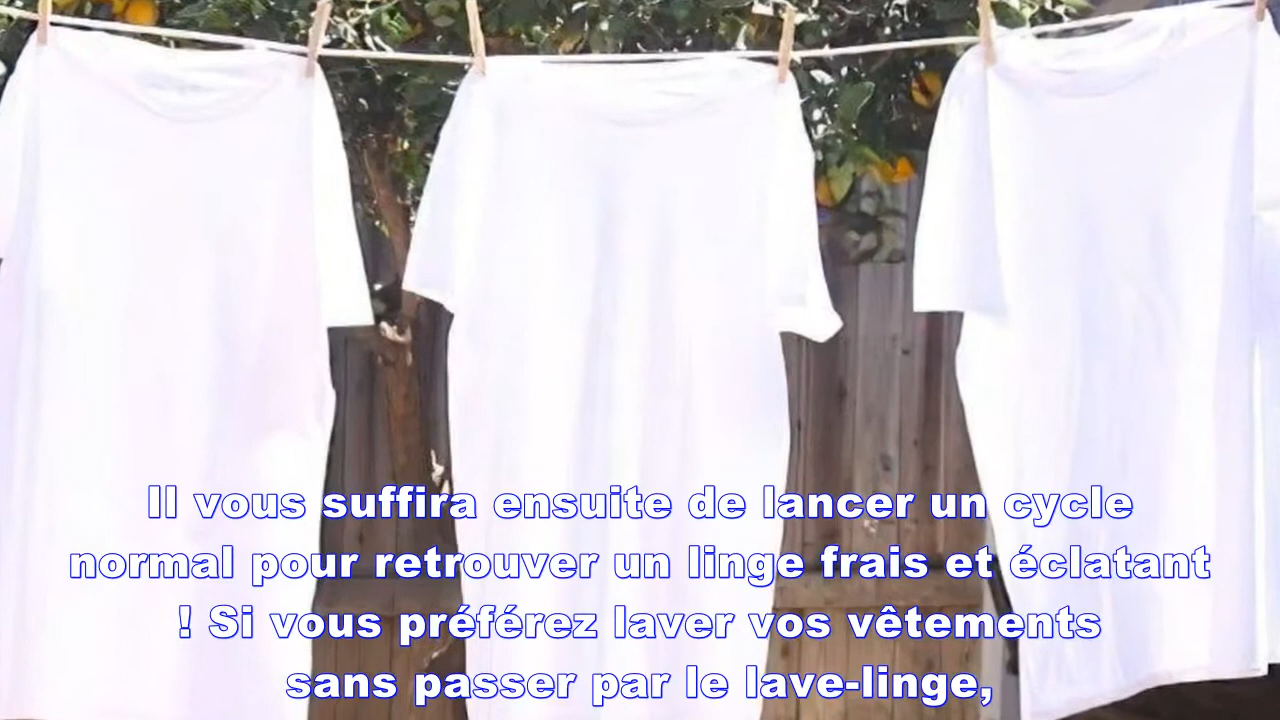 Il vous suffira ensuite de lancer un cycle
normal pour retrouver un linge frais et éclatant
! Si vous préférez laver vos vêtements
sans passer par le lave-linge,